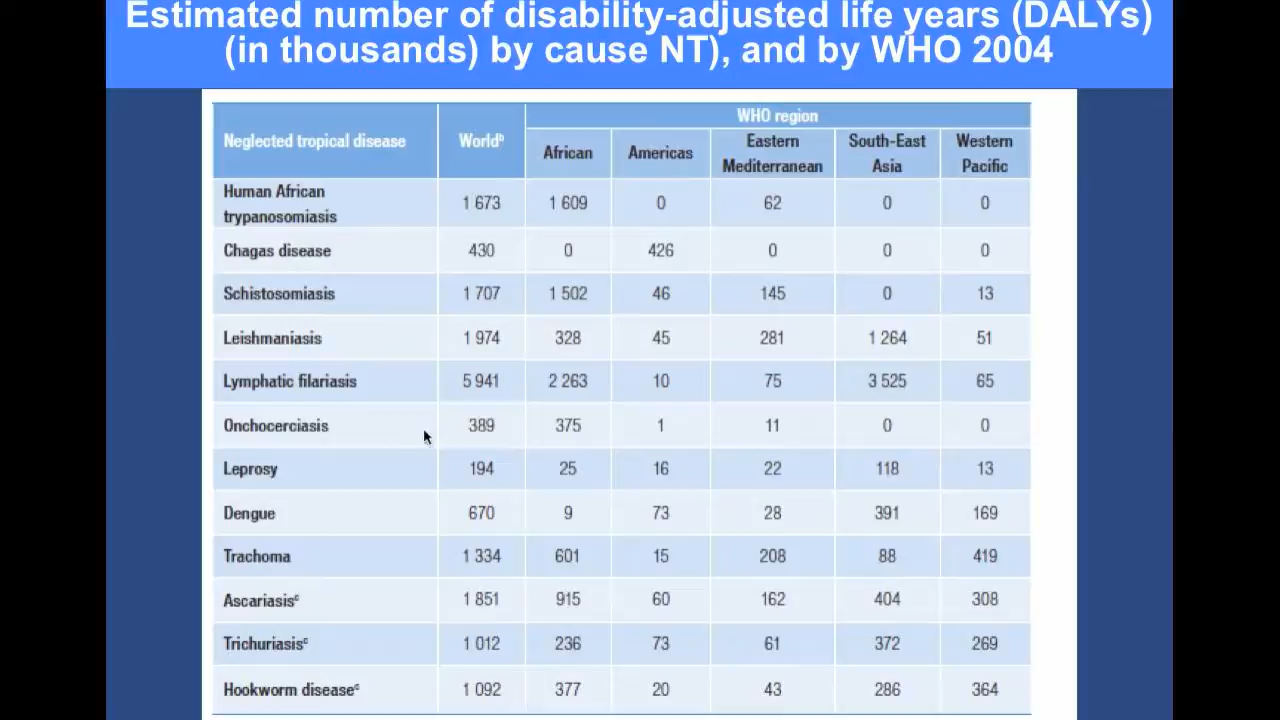 Estimated number of disability-adjusted life years (DALYs)
(in thousands) by cause NT), and by WHO 2004
Neglected tropical disease Worldᵇ WHO region
African Americas Eastern Mediterranean South-East Asia Western Pacific
Human African trypanosomiasis 1 673 1 609 0 62 0 0
Chagas disease 430 0 426 0 0 0
Schistosomiasis 1 707 1 502 46 145 0 13
Leishmaniasis 1 974 328 45 281 1 264 51
Lymphatic filariasis 5 941 2 263 10 75 3 525 65
Onchocerciasis 389 375 1 11 0 0
Leprosy 194 25 16 22 118 13
Dengue 670 9 73 28 391 169
Trachoma 1 334 601 15 208 88 419
Ascariasisᶜ 1 851 915 60 162 404 308
Trichuriasisᶜ 1 012 236 73 61 372 269
Hookworm diseaseᶜ 1 092 377 20 43 286 364